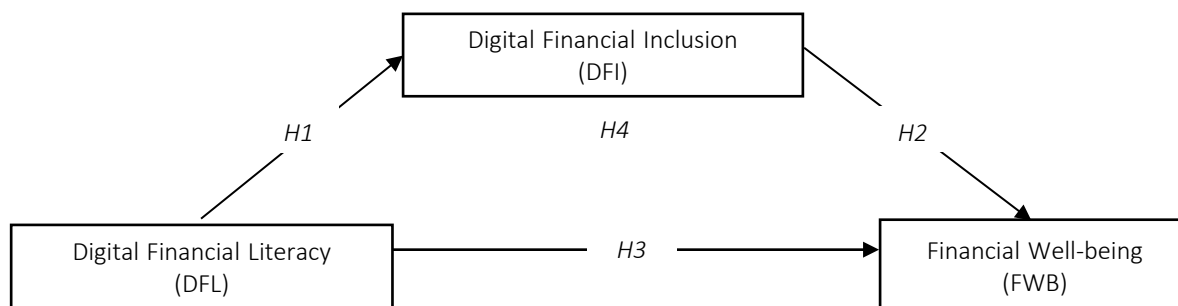 Digital Financial Inclusion
(DFI)
H1
H4
H2
Digital Financial Literacy
(DFL)
H3
Financial Well-being
(FWB)